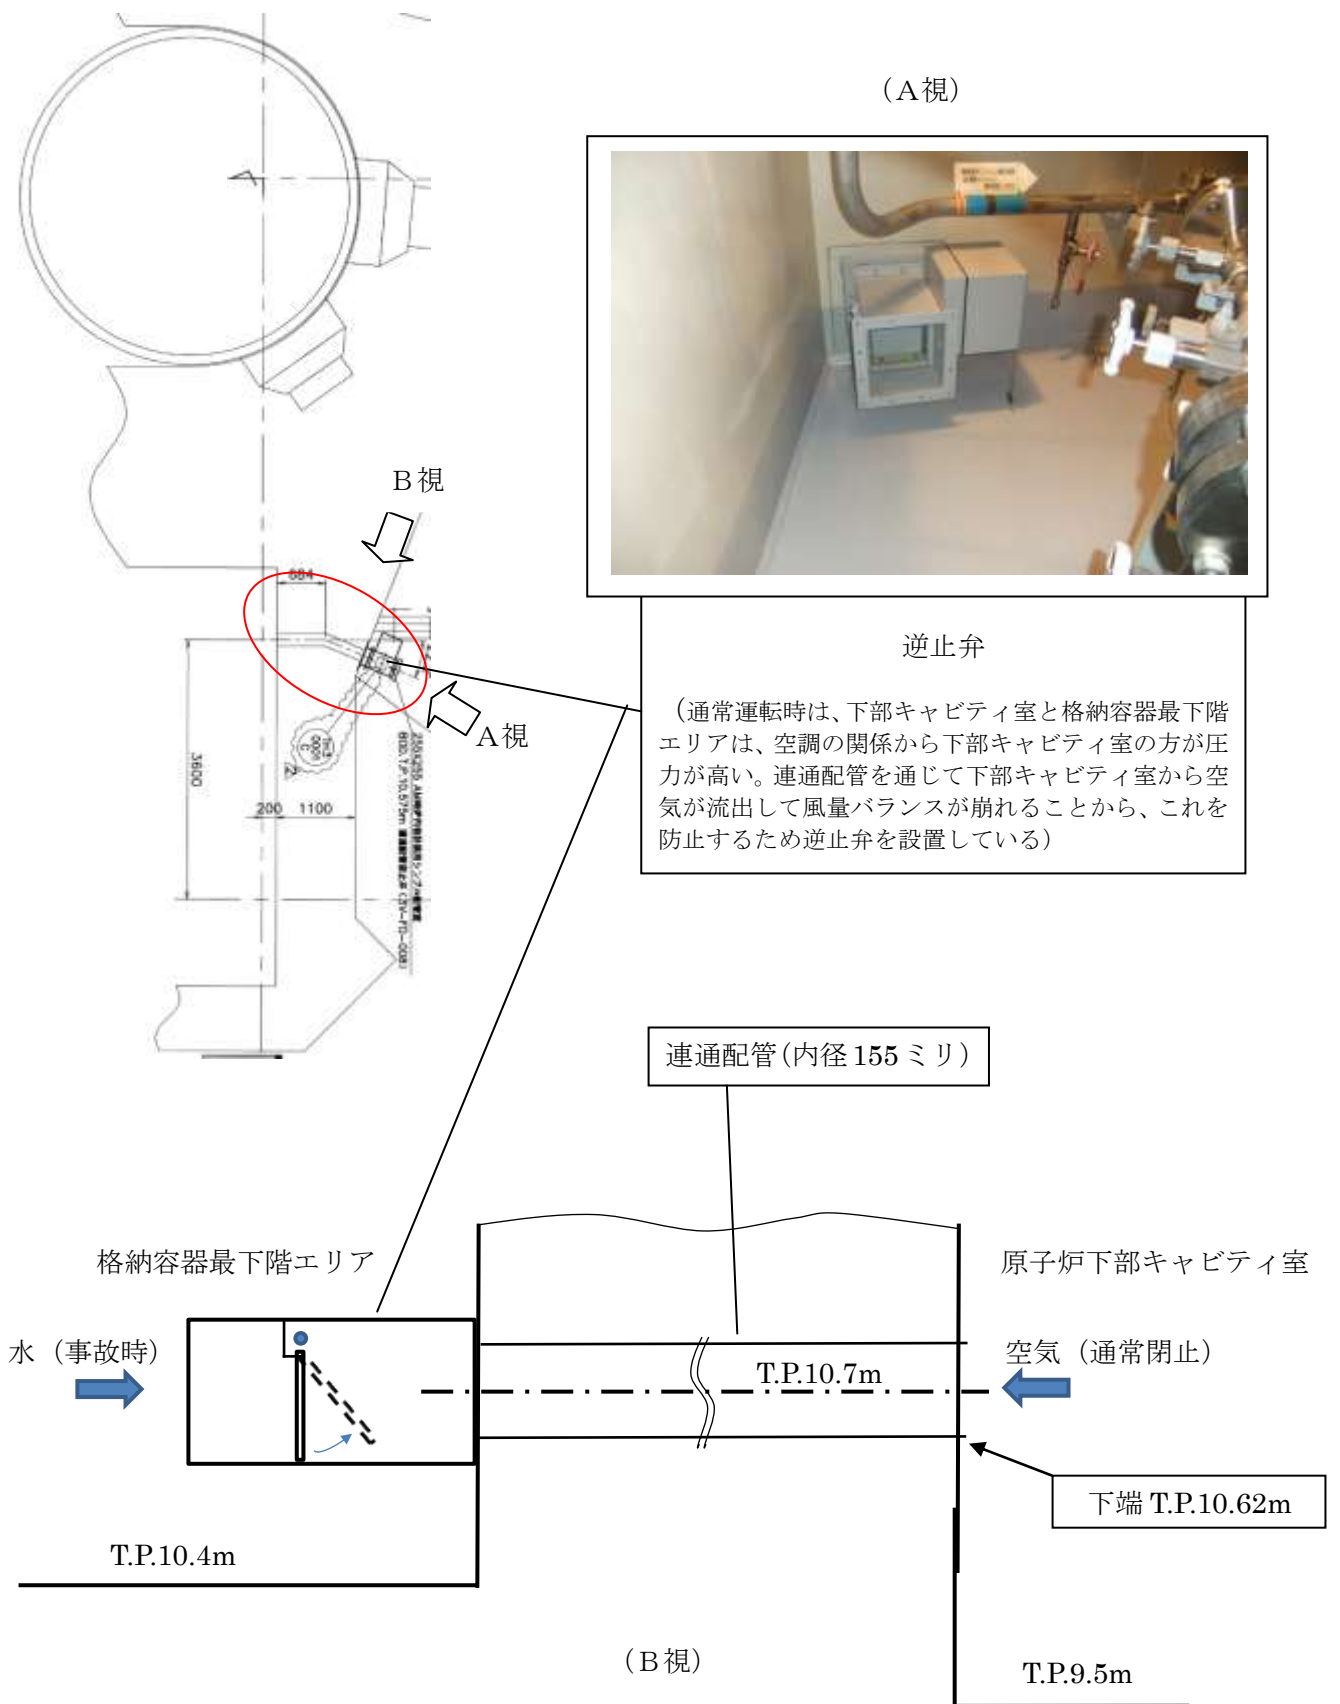 （Ａ視）
Ｂ視
684
逆止弁
（通常運転時は、下部キャビティ室と格納容器最下階
エリアは、空調の関係から下部キャビティ室の方が圧
力が高い。連通配管を通じて下部キャビティ室から空
気が流出して風量バランスが崩れることから、これを
防止するため逆止弁を設置している）
Ａ視
3600
200
1100
連通配管（内径155ミリ）
格納容器最下階エリア
原子炉下部キャビティ室
水（事故時）
空気（通常閉止）
T.P.10.7m
下端 T.P.10.62m
T.P.10.4m
（Ｂ視）
T.P.9.5m